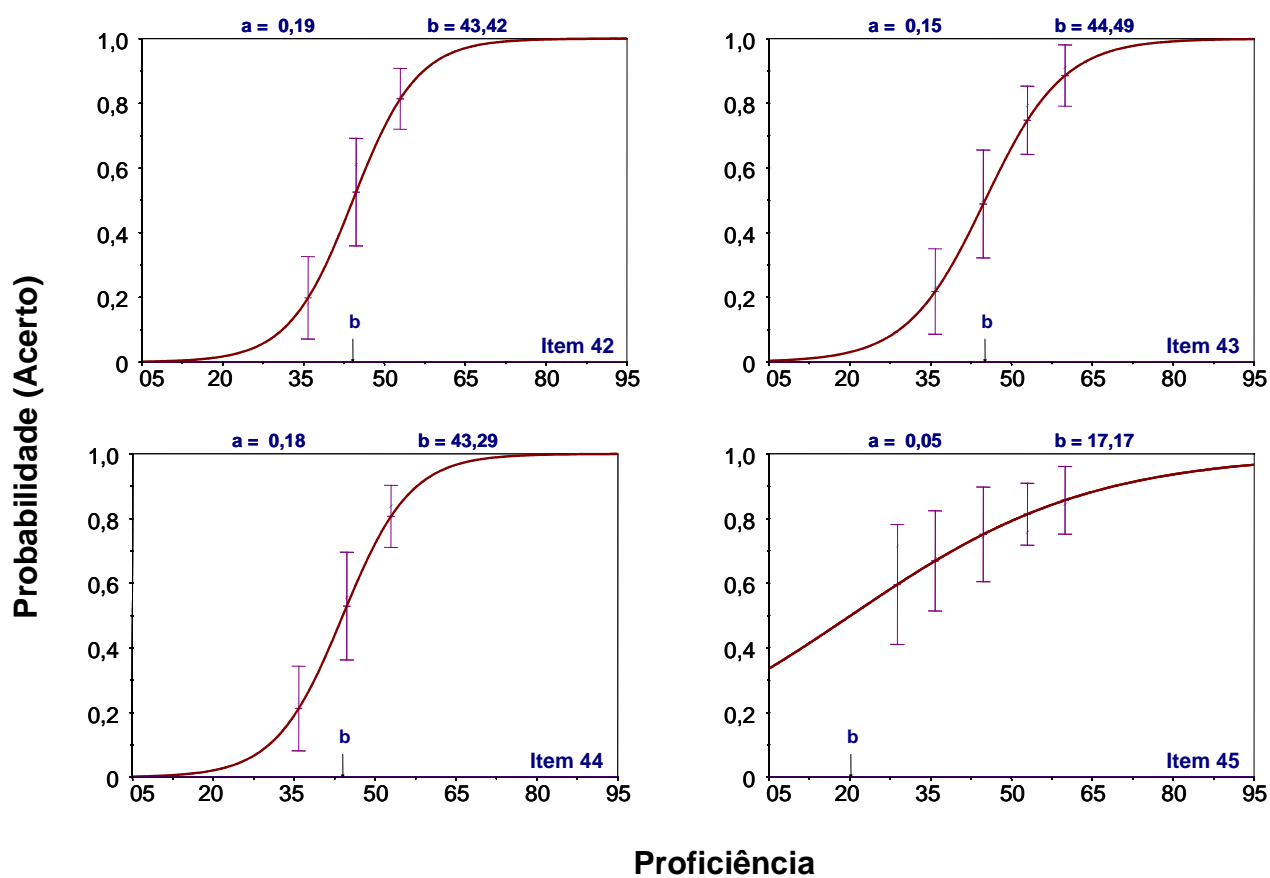 a = 0,19 b = 43,42
1,0
0,8
0,6
0,4
0,2
0
b
Item 42
05 20 35 50 65 80 95
a = 0,15 b = 44,49
1,0
0,8
0,6
0,4
0,2
0
b
Item 43
05 20 35 50 65 80 95
a = 0,18 b = 43,29
1,0
0,8
0,6
0,4
0,2
0
b
Item 44
05 20 35 50 65 80 95
a = 0,05 b = 17,17
1,0
0,8
0,6
0,4
0,2
0
b
Item 45
05 20 35 50 65 80 95
Probabilidade (Acerto)
Proficiência